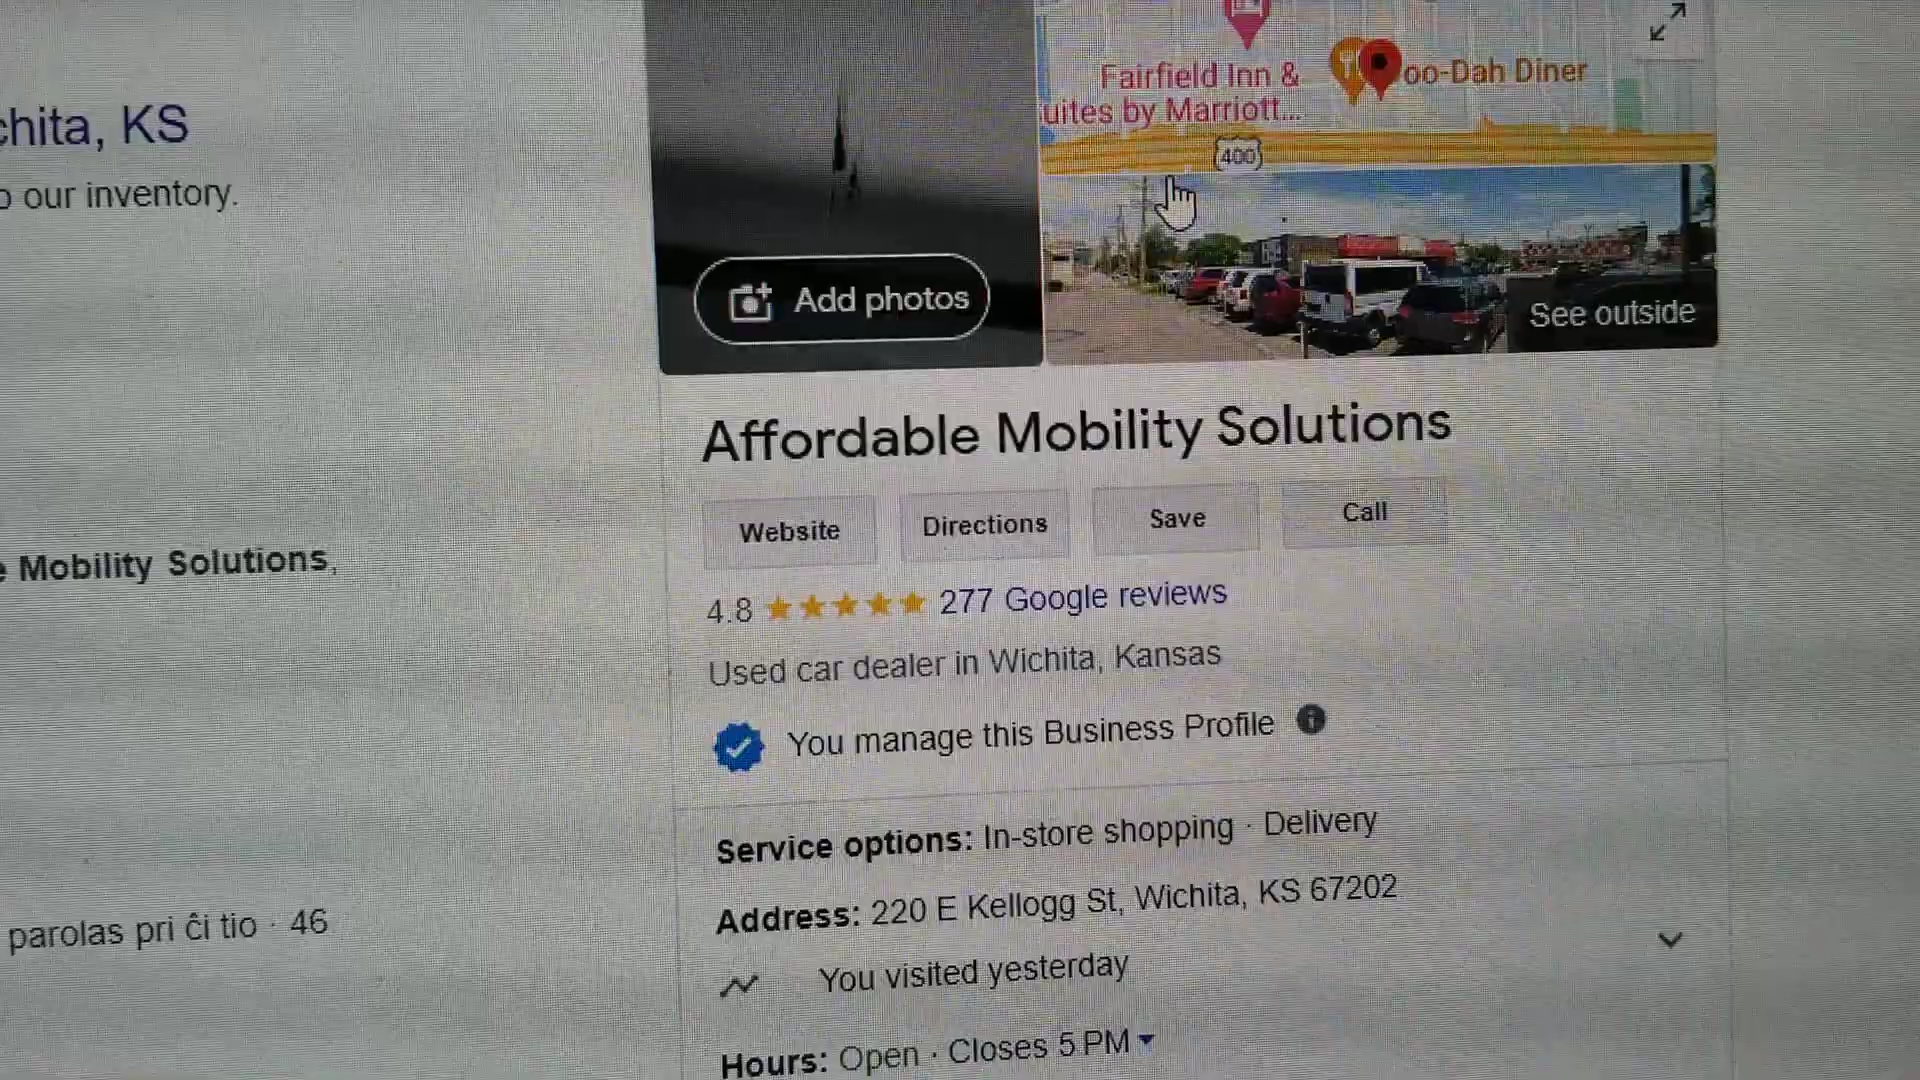 Fairfield Inn &
uites by Marriott...
oo-Dah Diner
400
chita, KS
o our inventory.
Add photos
See outside
Affordable Mobility Solutions
Website
Directions
Save
Call
e Mobility Solutions,
4.8
277 Google reviews
Used car dealer in Wichita, Kansas
You manage this Business Profile
Service options: In-store shopping · Delivery
Address: 220 E Kellogg St, Wichita, KS 67202
parolas pri ĉi tio · 46
You visited yesterday
Hours: Open · Closes 5 PM